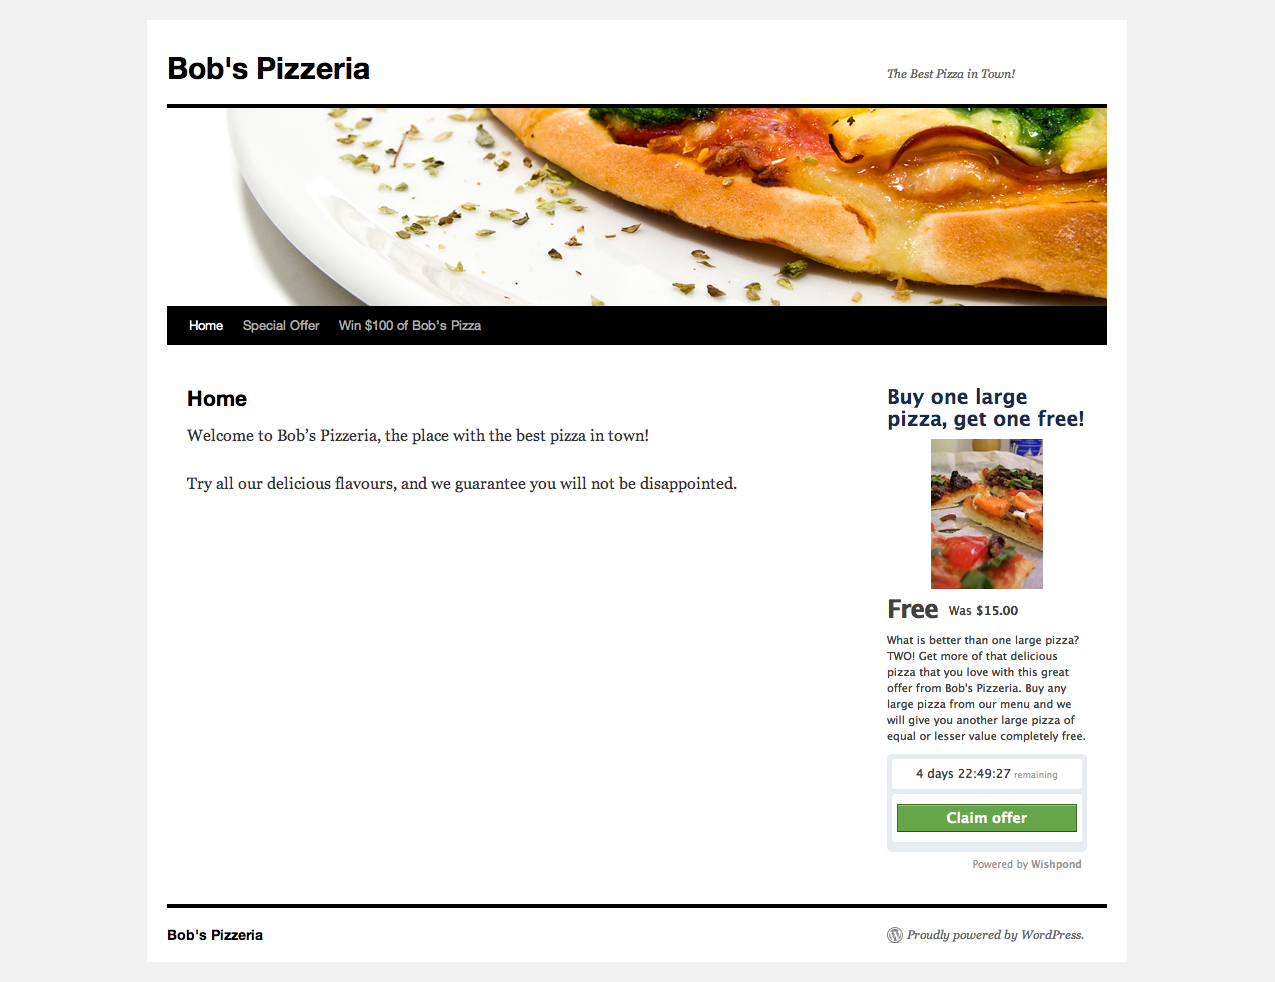 Bob's Pizzeria
The Best Pizza in Town!
Home Special Offer Win $100 of Bob’s Pizza
Home
Welcome to Bob’s Pizzeria, the place with the best pizza in town!
Try all our delicious flavours, and we guarantee you will not be disappointed.
Buy one large
pizza, get one free!
Free Was $15.00
What is better than one large pizza?
TWO! Get more of that delicious
pizza that you love with this great
offer from Bob's Pizzeria. Buy any
large pizza from our menu and we
will give you another large pizza of
equal or lesser value completely free.
4 days 22:49:27 remaining
Claim offer
Powered by Wishpond
Bob's Pizzeria
Proudly powered by WordPress.